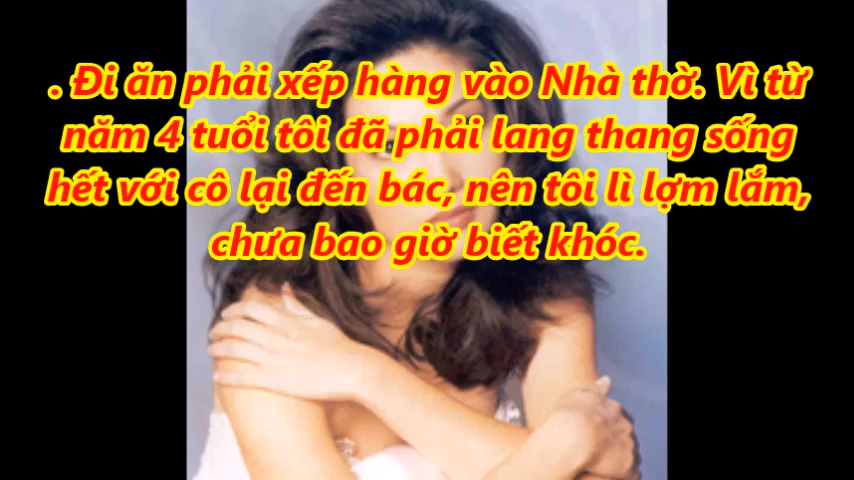 . Đi ăn phải xếp hàng vào Nhà thờ. Vì từ
năm 4 tuổi tôi đã phải lang thang sống
hết với cô lại đến bác, nên tôi lì lợm lắm,
chưa bao giờ biết khóc.